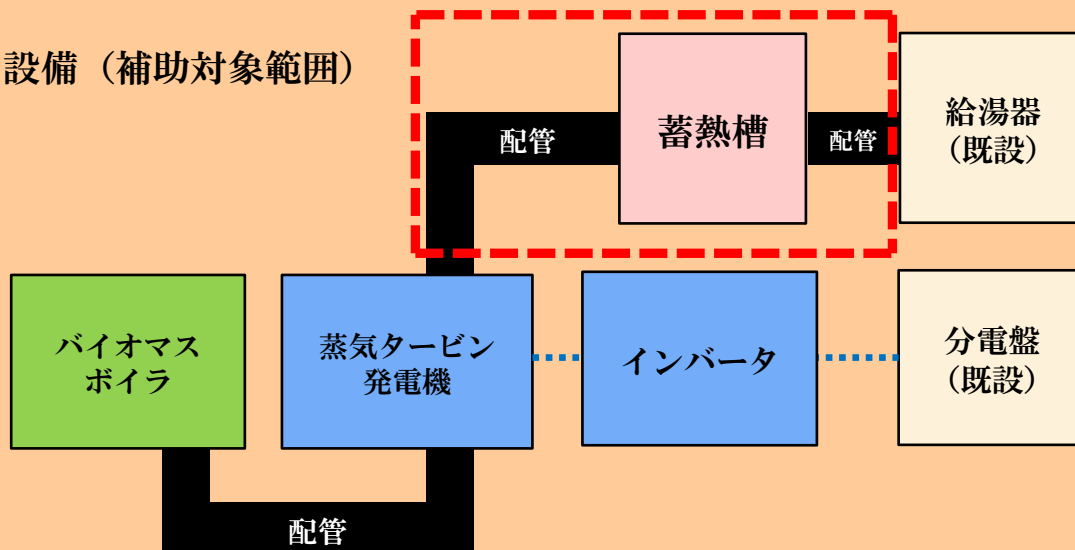 設備（補助対象範囲）
配管
蓄熱槽
配管
給湯器
（既設）
バイオマス
ボイラ
蒸気タービン
発電機
インバータ
分電盤
（既設）
配管